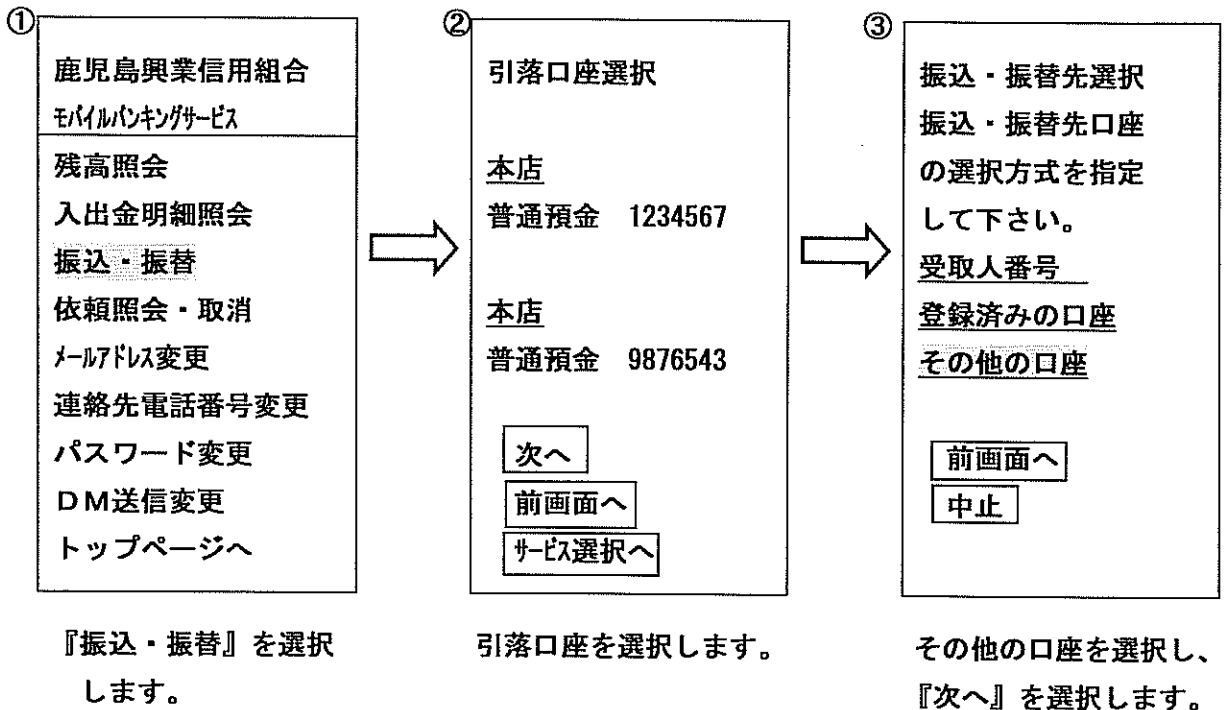 ①
鹿児島興業信用組合
モバイルバンキングサービス
残高照会
入出金明細照会
振込・振替
依頼照会・取消
メールアドレス変更
連絡先電話番号変更
パスワード変更
DM送信変更
トップページへ
『振込・振替』を選択
します。
②
引落口座選択
本店
普通預金 1234567
本店
普通預金 9876543
次へ
前画面へ
サービス選択へ
引落口座を選択します。
③
振込・振替先選択
振込・振替先口座
の選択方式を指定
して下さい。
受取人番号
登録済みの口座
その他の口座
前画面へ
中止
その他の口座を選択し、
『次へ』を選択します。